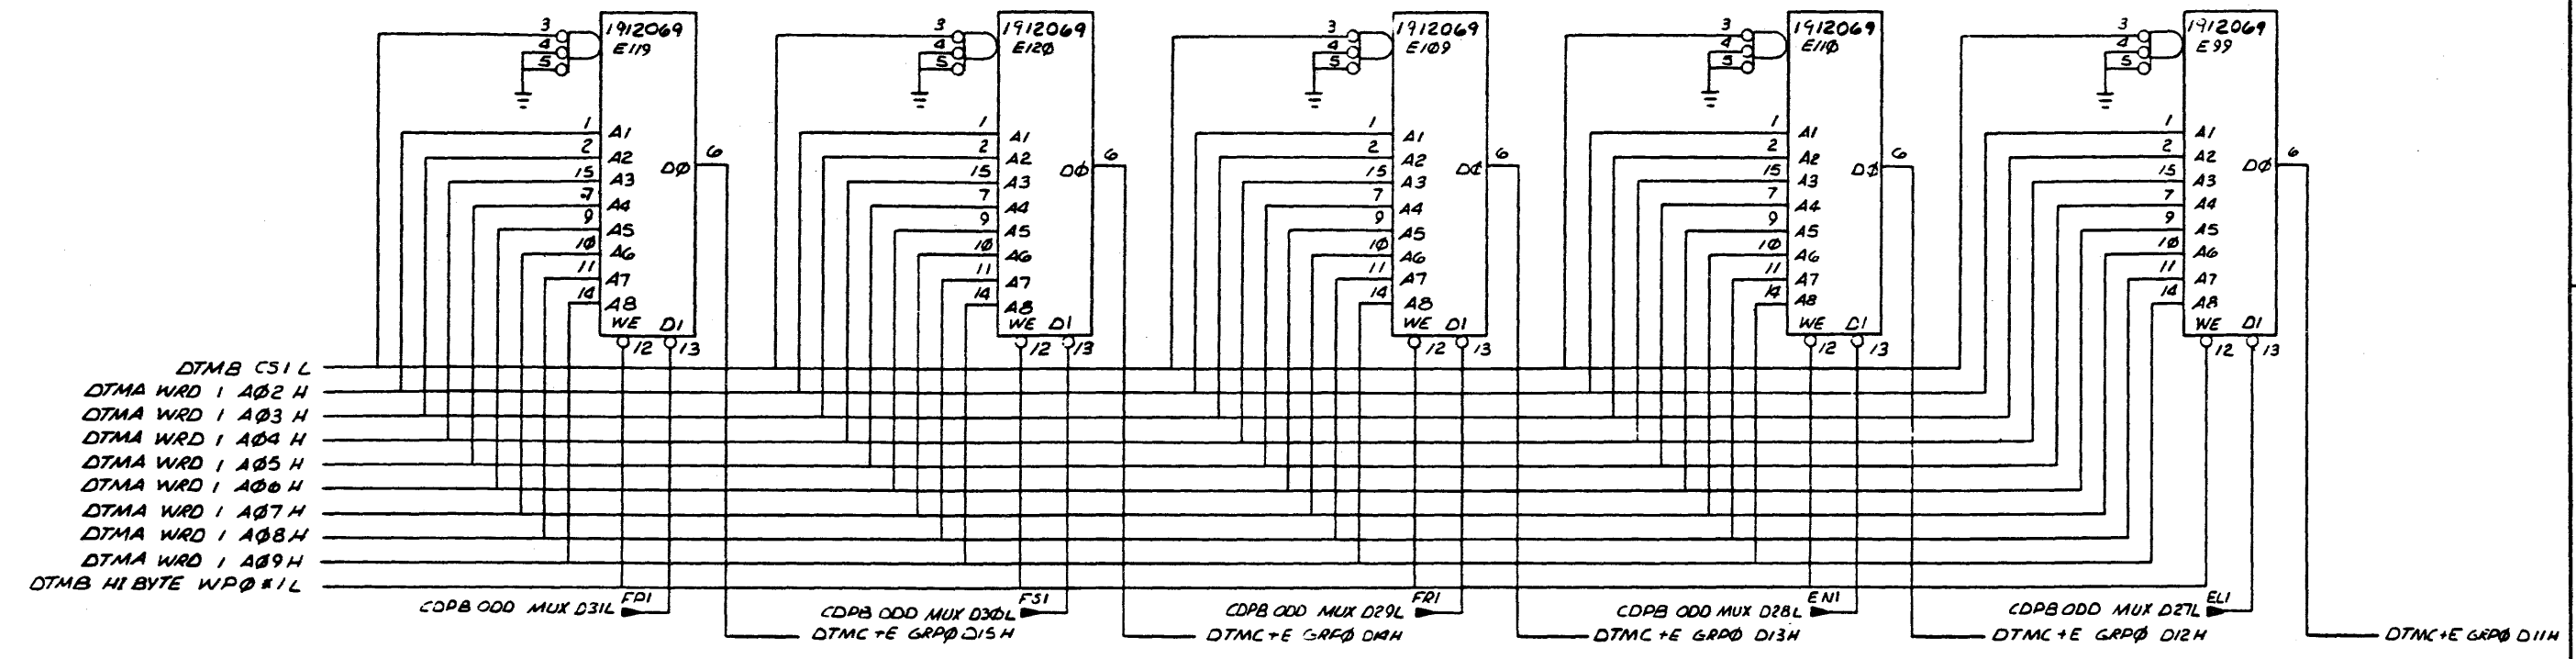 3 1912069 3 1912069 3 1912069 3 1912069 3 1912069
4 E119 4 E12Ø 4 E1Ø9 4 E11Ø 4 E99
5 5 5 5 5
1 A1 1 A1 1 A1 1 A1 1 A1
2 A2 2 A2 2 A2 2 A2 2 A2
DØ 6 DØ 6 DØ 6 DØ 6 DØ 6
15 A3 15 A3 15 A3 15 A3 15 A3
7 A4 7 A4 7 A4 7 A4 7 A4
9 A5 9 A5 9 A5 9 A5 9 A5
1Ø A6 1Ø A6 1Ø A6 1Ø A6 1Ø A6
11 A7 11 A7 11 A7 11 A7 11 A7
14 A8 14 A8 14 A8 14 A8 14 A8
WE D1 WE D1 WE D1 WE D1 WE D1
12 13 12 13 12 13 12 13 12 13
DTMB CS1 L
DTMA WRD 1 AØ2 H
DTMA WRD 1 AØ3 H
DTMA WRD 1 AØ4 H
DTMA WRD 1 AØ5 H
DTMA WRD 1 AØ6 H
DTMA WRD 1 AØ7 H
DTMA WRD 1 AØ8 H
DTMA WRD 1 AØ9 H
DTMB HI BYTE WPØ*1L
CDPB ODD MUX D31L FP1 CDPB ODD MUX D3ØL FS1 CDPB ODD MUX D29L FR1 CDPB ODD MUX D28L EN1 CDPB ODD MUX D27L EL1
DTMC+E GRPØ D15H DTMC+E GRPØ D14H DTMC+E GRPØ D13H DTMC+E GRPØ D12H DTMC+E GRPØ D11H